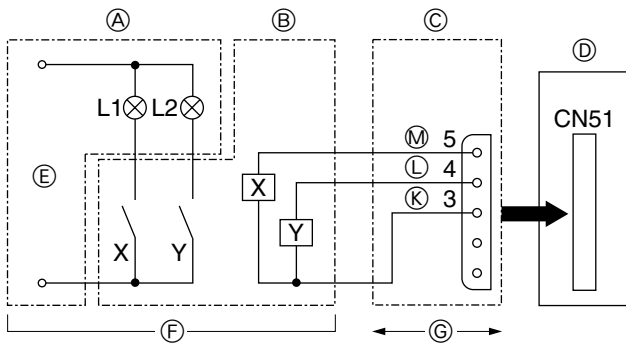 Ⓐ Ⓑ Ⓒ Ⓓ
CN51
L1 L2
Ⓜ 5
Ⓛ 4
Ⓔ X Ⓚ 3
Y
X Y
Ⓕ Ⓖ